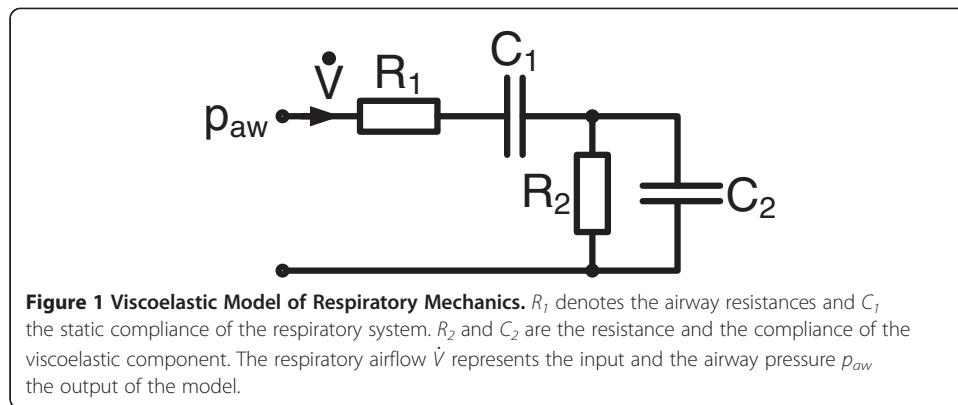 V̇
R₁
C₁
p_aw
R₂
C₂
Figure 1 Viscoelastic Model of Respiratory Mechanics. R₁ denotes the airway resistances and C₁
the static compliance of the respiratory system. R₂ and C₂ are the resistance and the compliance of the
viscoelastic component. The respiratory airflow V̇ represents the input and the airway pressure p_aw
the output of the model.